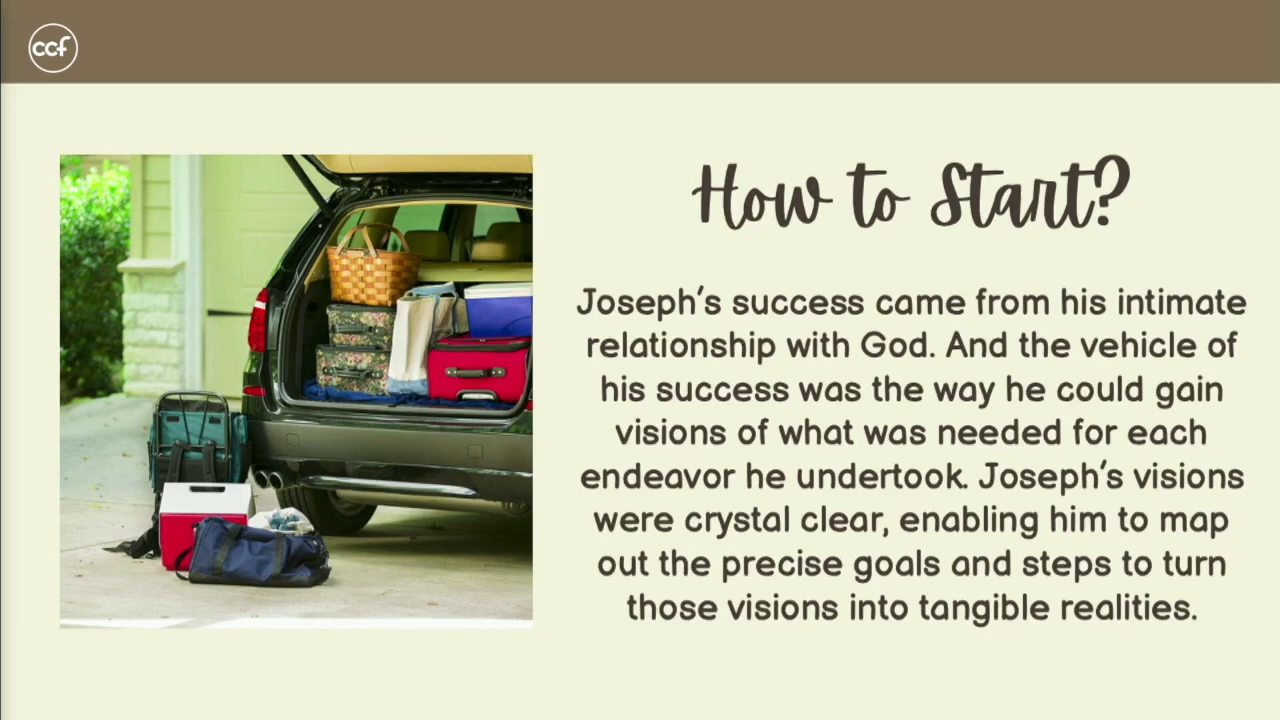 ccf
How to Start?
Joseph's success came from his intimate
relationship with God. And the vehicle of
his success was the way he could gain
visions of what was needed for each
endeavor he undertook. Joseph's visions
were crystal clear, enabling him to map
out the precise goals and steps to turn
those visions into tangible realities.